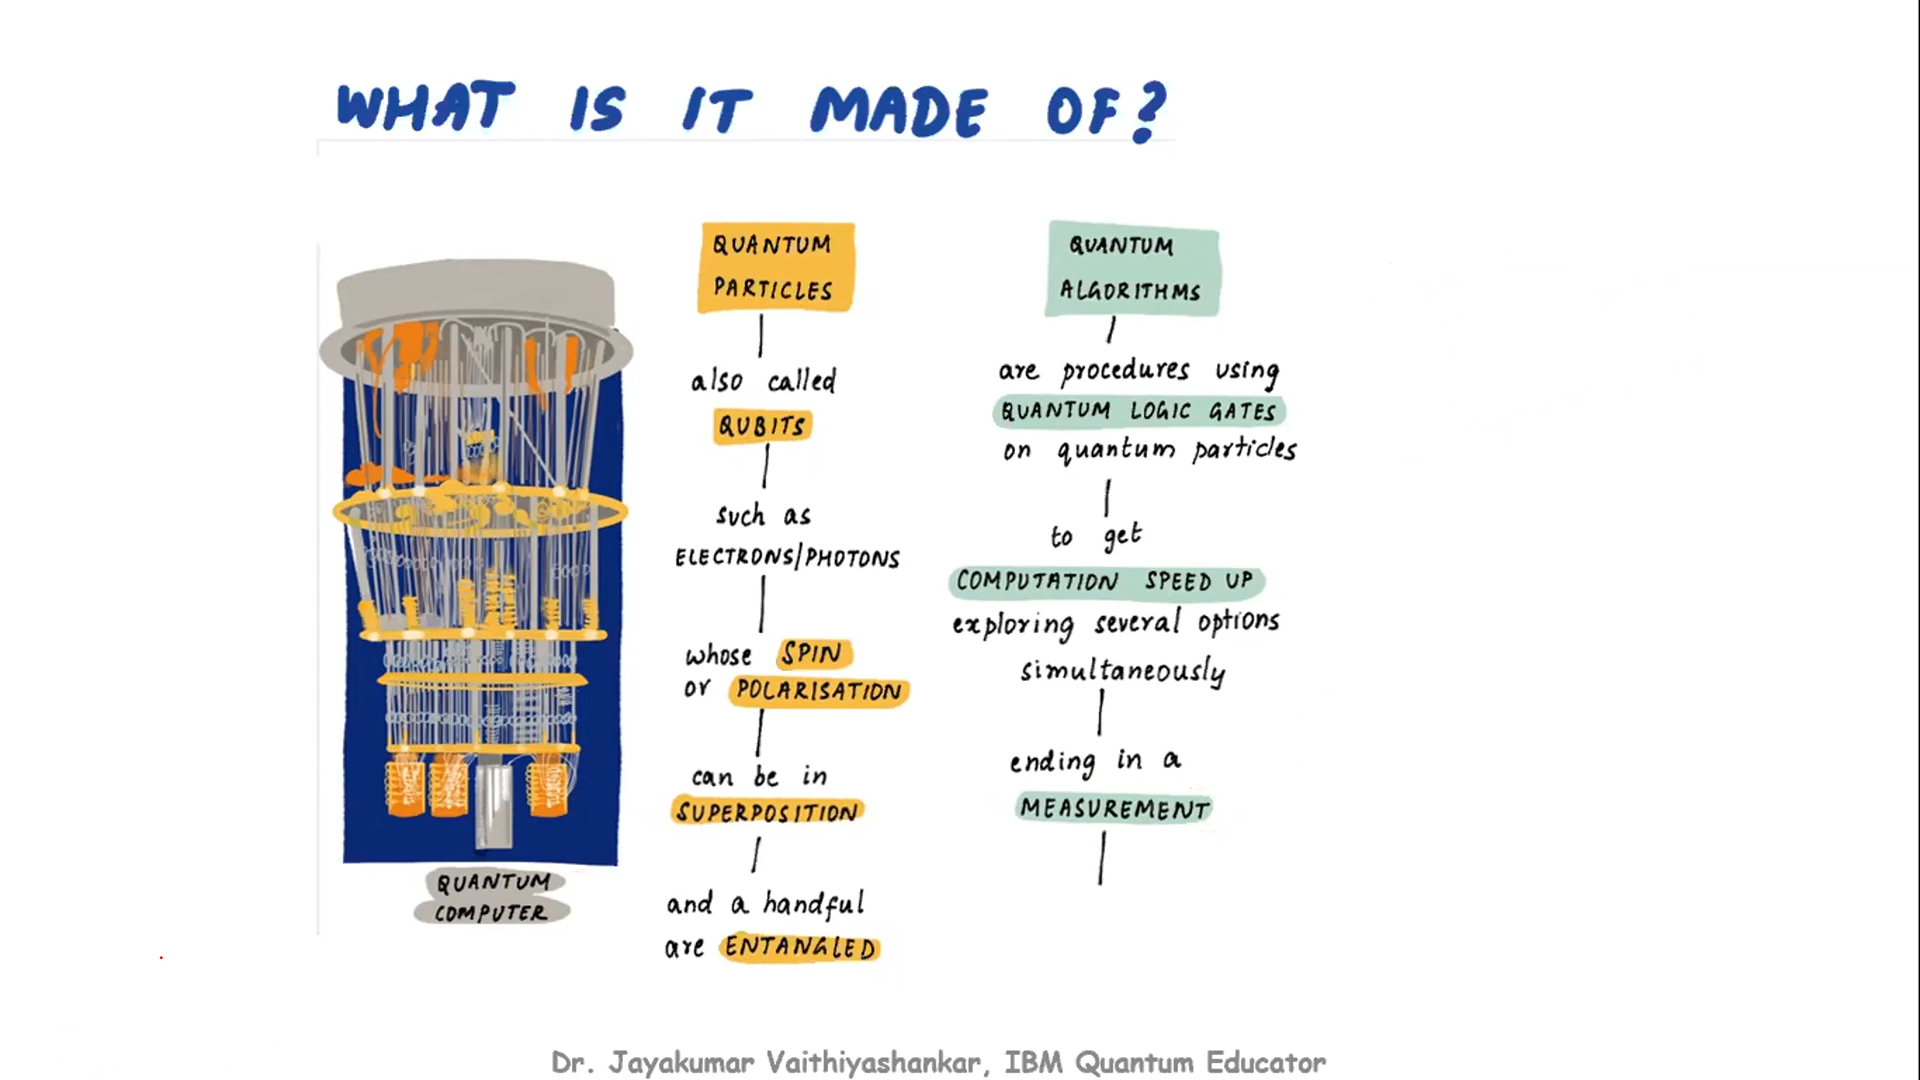 WHAT IS IT MADE OF?
QUANTUM
COMPUTER
QUANTUM
PARTICLES
also called
QUBITS
such as
ELECTRONS/PHOTONS
whose SPIN
or POLARISATION
can be in
SUPERPOSITION
and a handful
are ENTANGLED
QUANTUM
ALGORITHMS
are procedures using
QUANTUM LOGIC GATES
on quantum particles
to get
COMPUTATION SPEED UP
exploring several options
simultaneously
ending in a
MEASUREMENT
Dr. Jayakumar Vaithiyashankar, IBM Quantum Educator